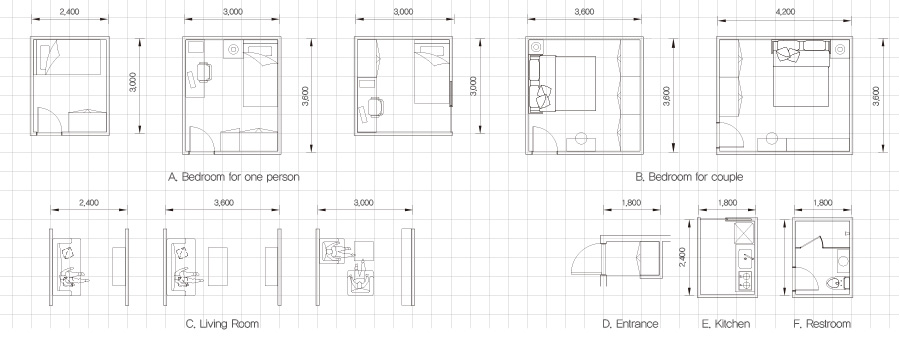 2,400
3,000
3,000
3,600
4,200
3,000
3,600
3,000
3,600
3,600
A. Bedroom for one person
B. Bedroom for couple
2,400
3,600
3,000
1,800
1,800
1,800
2,400
C. Living Room
D. Entrance
E. Kitchen
F. Restroom